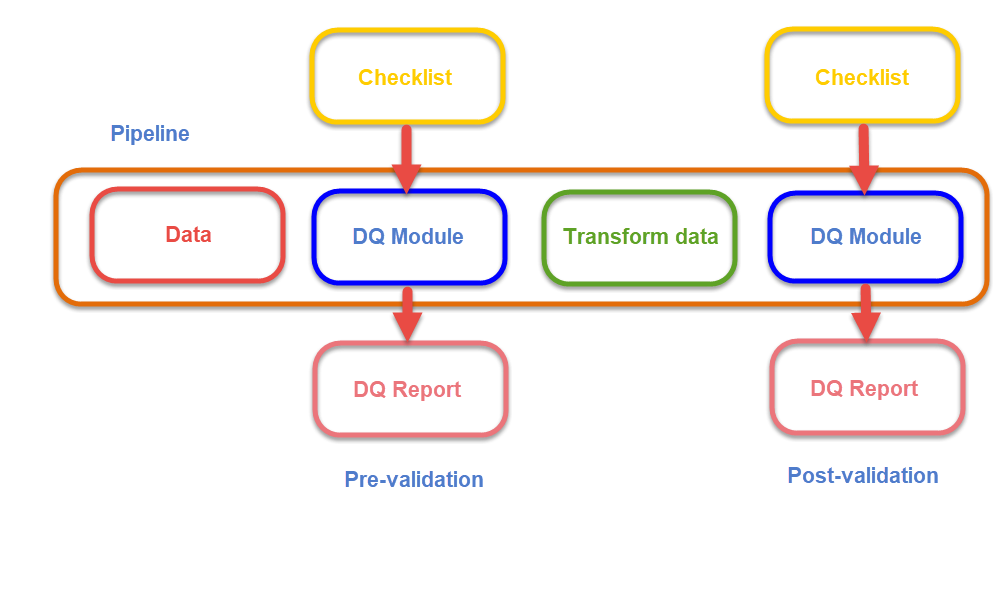 Checklist
Checklist
Pipeline
Data
DQ Module
Transform data
DQ Module
DQ Report
DQ Report
Pre-validation
Post-validation